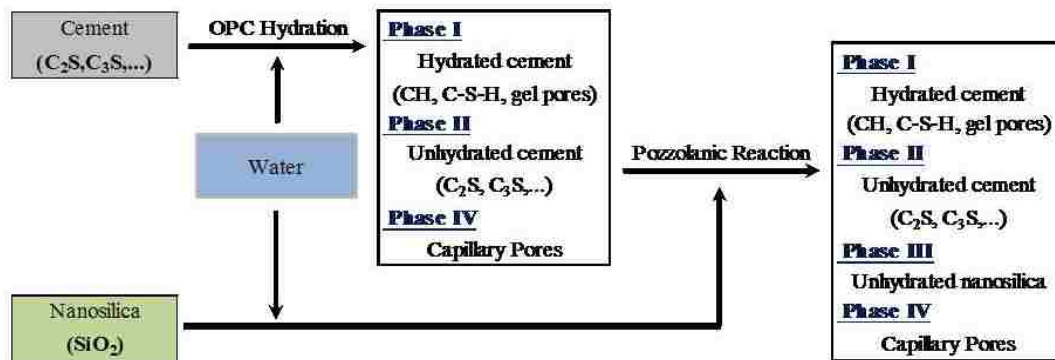 Cement
(C₂S,C₃S,...)
OPC Hydration
Water
Nanosilica
(SiO₂)
Phase I
Hydrated cement
(CH, C-S-H, gel pores)
Phase II
Unhydrated cement
(C₂S, C₃S,...)
Phase IV
Capillary Pores
Pozzolanic Reaction
Phase I
Hydrated cement
(CH, C-S-H, gel pores)
Phase II
Unhydrated cement
(C₂S, C₃S,...)
Phase III
Unhydrated nanosilica
Phase IV
Capillary Pores